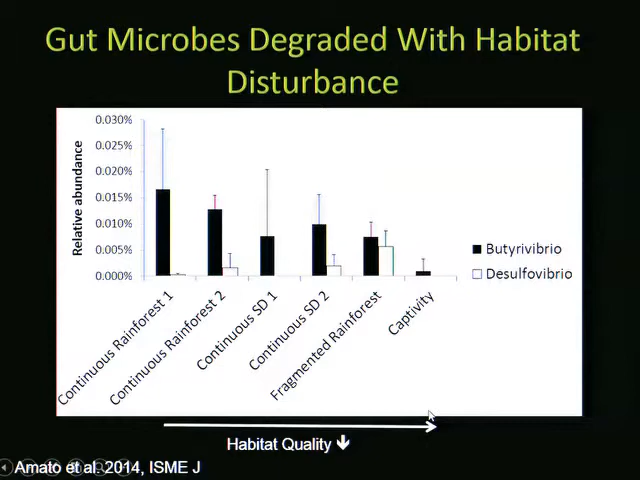 Gut Microbes Degraded With Habitat
Disturbance
0.030%
0.025%
0.020%
0.015%
0.010%
0.005%
0.000%
Relative abundance
Continuous Rainforest 1
Continuous Rainforest 2
Continuous SD 1
Continuous SD 2
Fragmented Rainforest
Captivity
Butyrivibrio
Desulfovibrio
Habitat Quality
Amato et al. 2014, ISME J